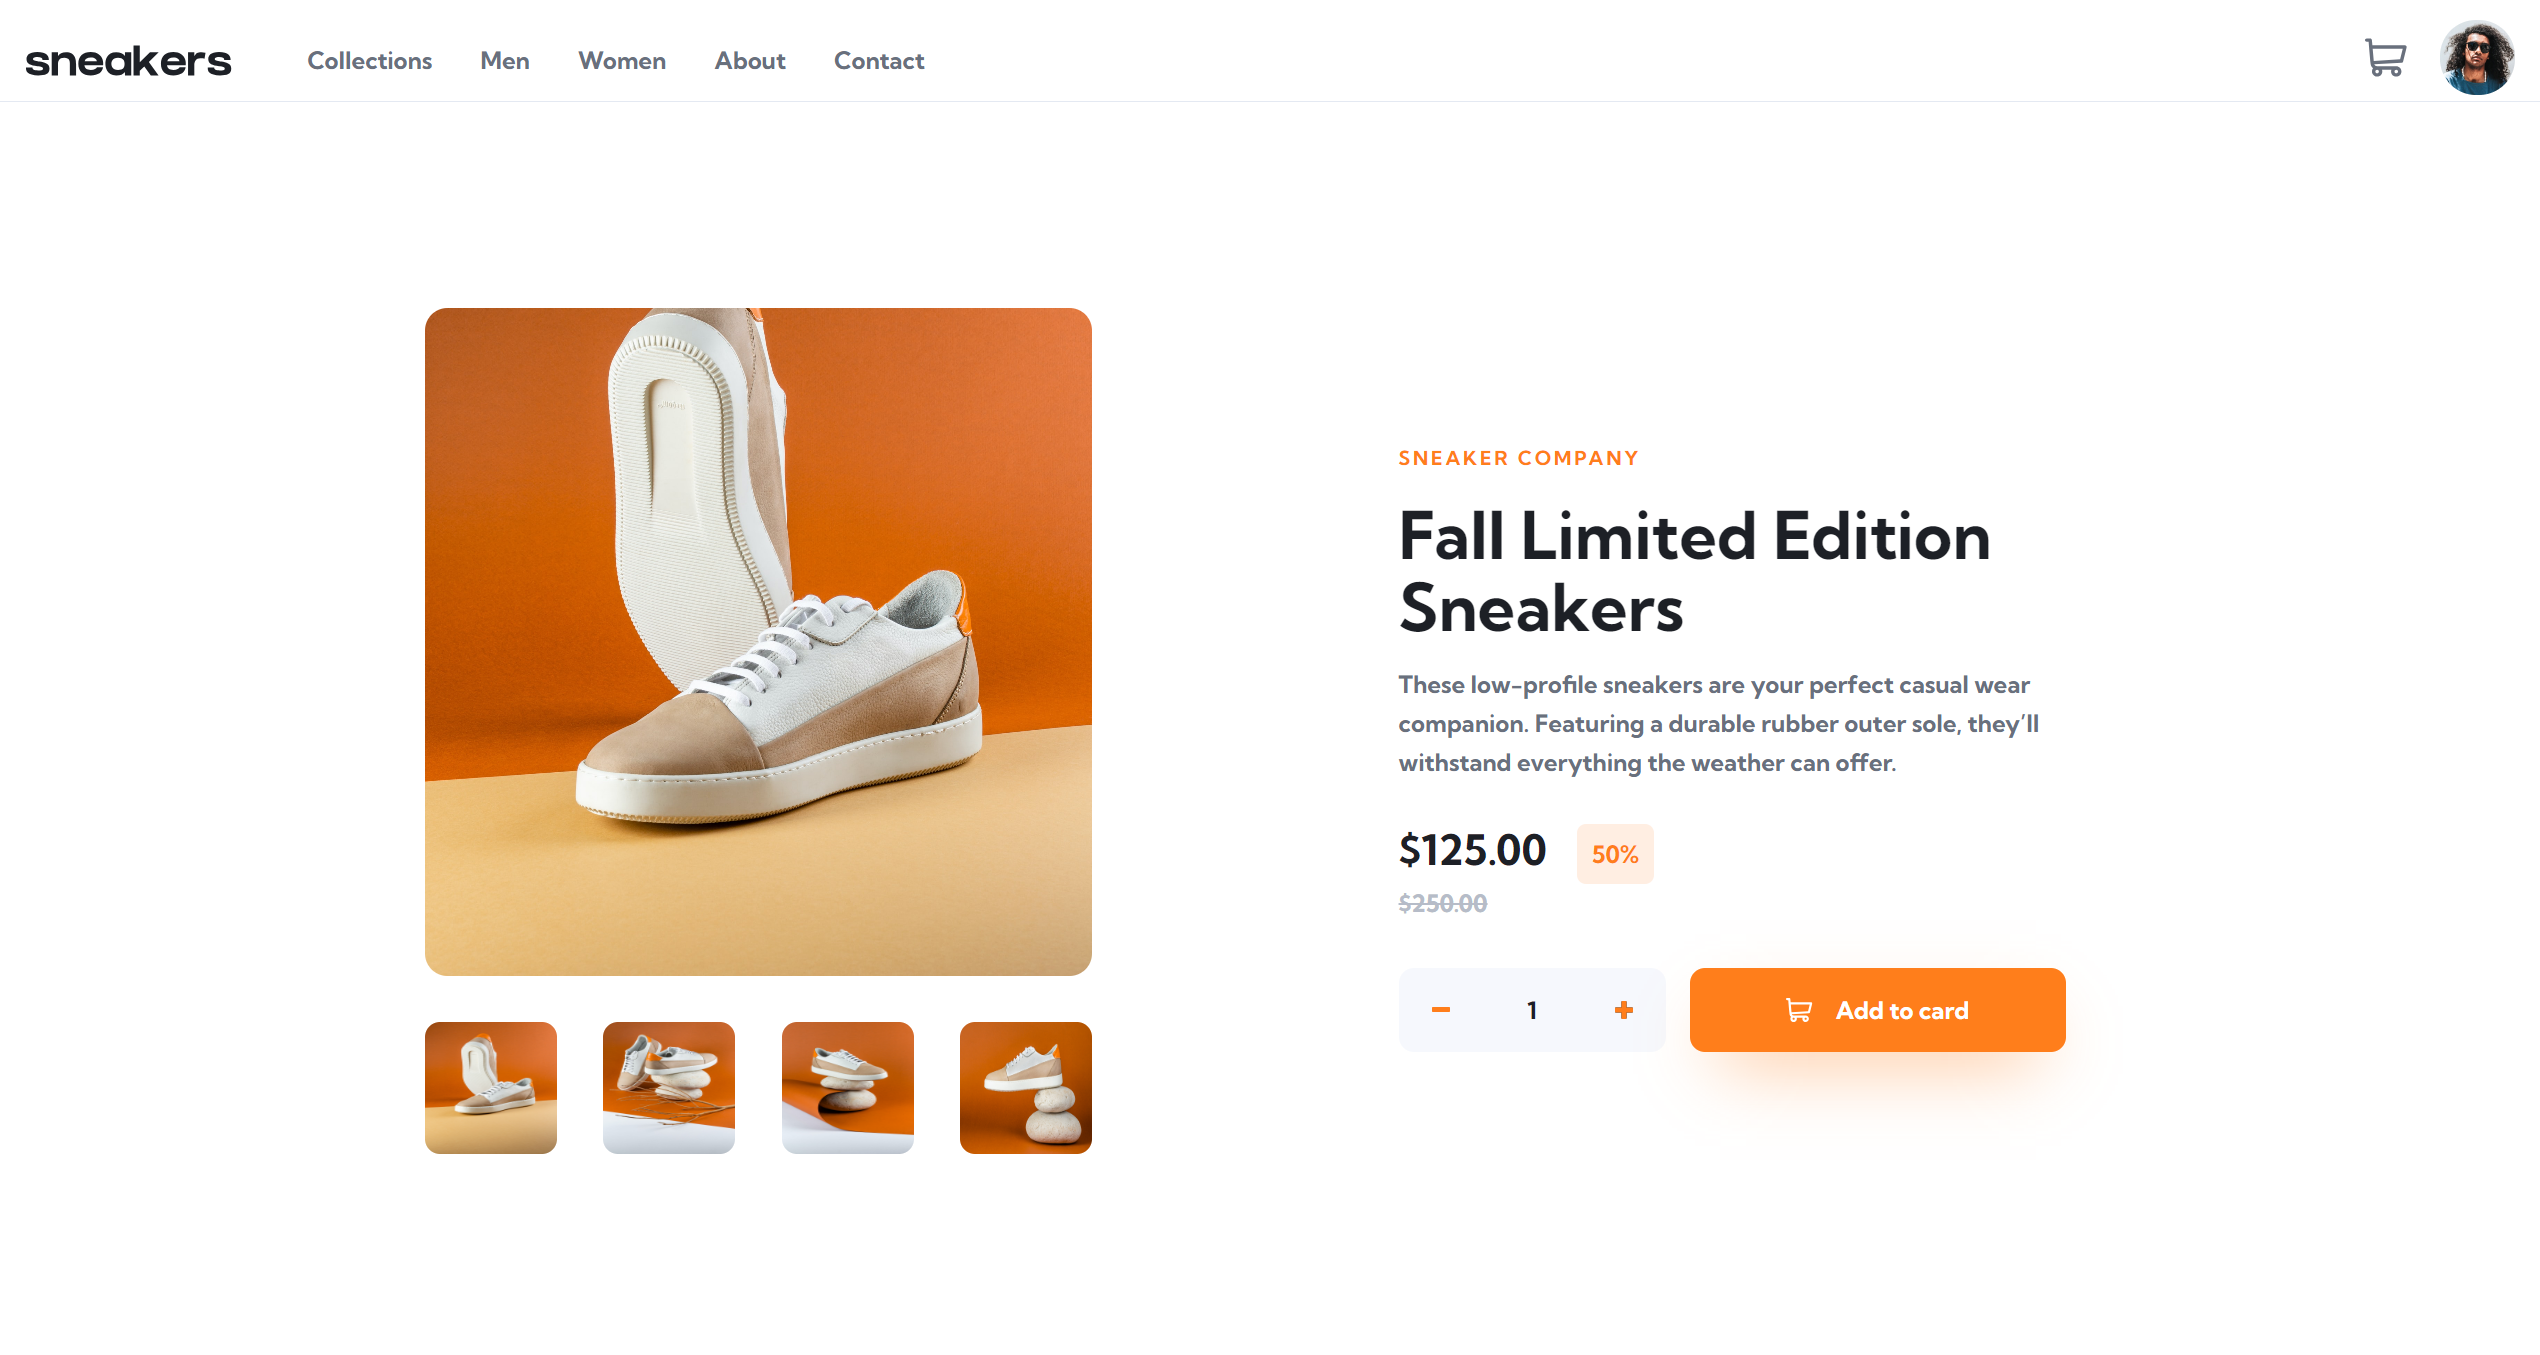 sneakers
Collections
Men
Women
About
Contact
SNEAKER COMPANY
Fall Limited Edition
Sneakers
These low-profile sneakers are your perfect casual wear
companion. Featuring a durable rubber outer sole, they’ll
withstand everything the weather can offer.
$125.00
50%
$250.00
1
Add to card